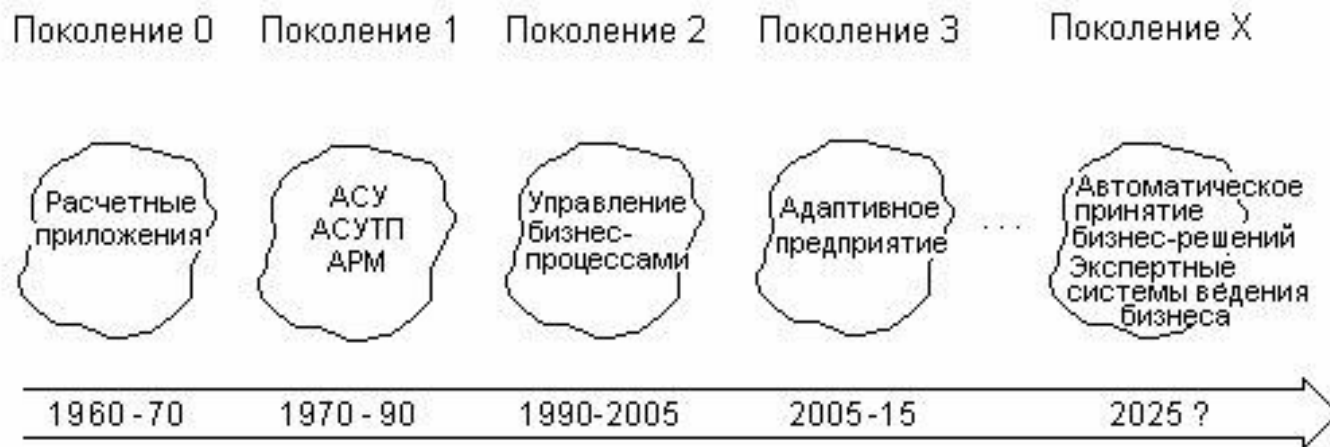 Поколение 0 Поколение 1 Поколение 2 Поколение 3 Поколение X
Расчетные
приложения
АСУ
АСУТП
АРМ
Управление
бизнес-
процессами
Адаптивное
предприятие
. . .
Автоматическое
принятие
бизнес-решений
Экспертные
системы ведения
бизнеса
1960-70 1970-90 1990-2005 2005-15 2025 ?